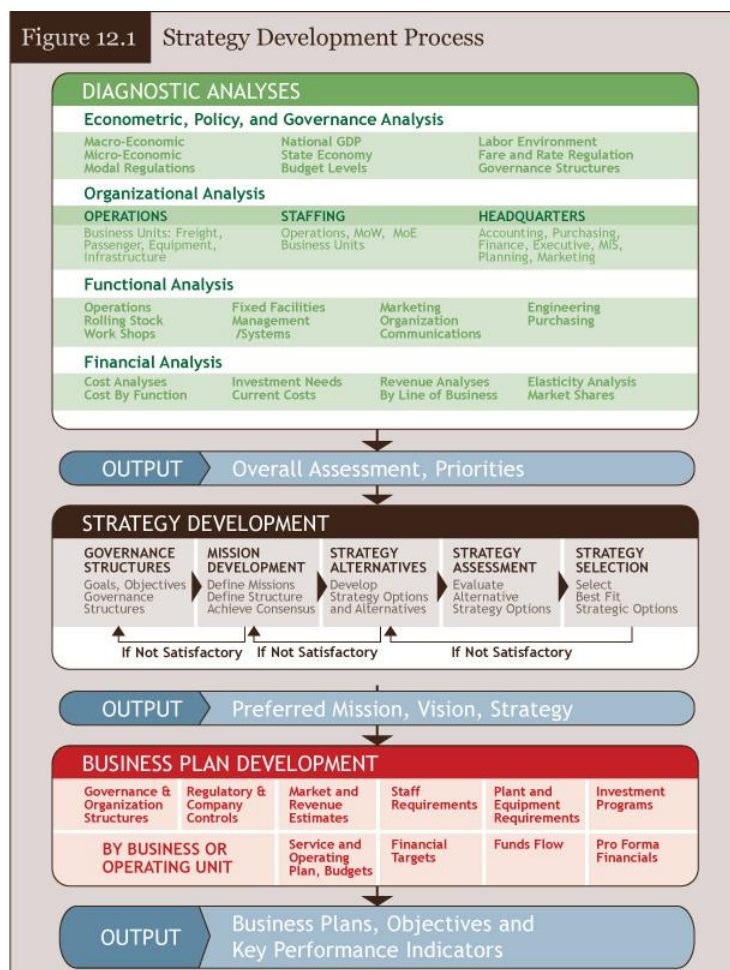 Figure 12.1 Strategy Development Process
DIAGNOSTIC ANALYSES
Econometric, Policy, and Governance Analysis
Macro-Economic National GDP Labor Environment
Micro-Economic State Economy Fare and Rate Regulation
Modal Regulations Budget Levels Governance Structures
Organizational Analysis
OPERATIONS STAFFING HEADQUARTERS
Business Units: Freight, Operations, MoW, MoE Accounting, Purchasing,
Passenger, Equipment, Business Units Finance, Executive, MIS,
Infrastructure Planning, Marketing
Functional Analysis
Operations Fixed Facilities Marketing Engineering
Rolling Stock Management Organization Purchasing
Work Shops /Systems Communications
Financial Analysis
Cost Analyses Investment Needs Revenue Analyses Elasticity Analysis
Cost By Function Current Costs By Line of Business Market Shares
OUTPUT Overall Assessment, Priorities
STRATEGY DEVELOPMENT
GOVERNANCE MISSION STRATEGY STRATEGY STRATEGY
STRUCTURES DEVELOPMENT ALTERNATIVES ASSESSMENT SELECTION
Goals, Objectives Define Missions Develop Evaluate Select
Governance Define Structure Strategy Options Alternative Best Fit
Structures Achieve Consensus and Alternatives Strategy Options Strategic Options
If Not Satisfactory If Not Satisfactory If Not Satisfactory
OUTPUT Preferred Mission, Vision, Strategy
BUSINESS PLAN DEVELOPMENT
Governance & Regulatory & Market and Staff Plant and Investment
Organization Company Revenue Requirements Equipment Programs
Structures Controls Estimates Requirements
BY BUSINESS OR Service and Financial Funds Flow Pro Forma
OPERATING UNIT Operating Targets Financials
Plan, Budgets
OUTPUT Business Plans, Objectives and
Key Performance Indicators